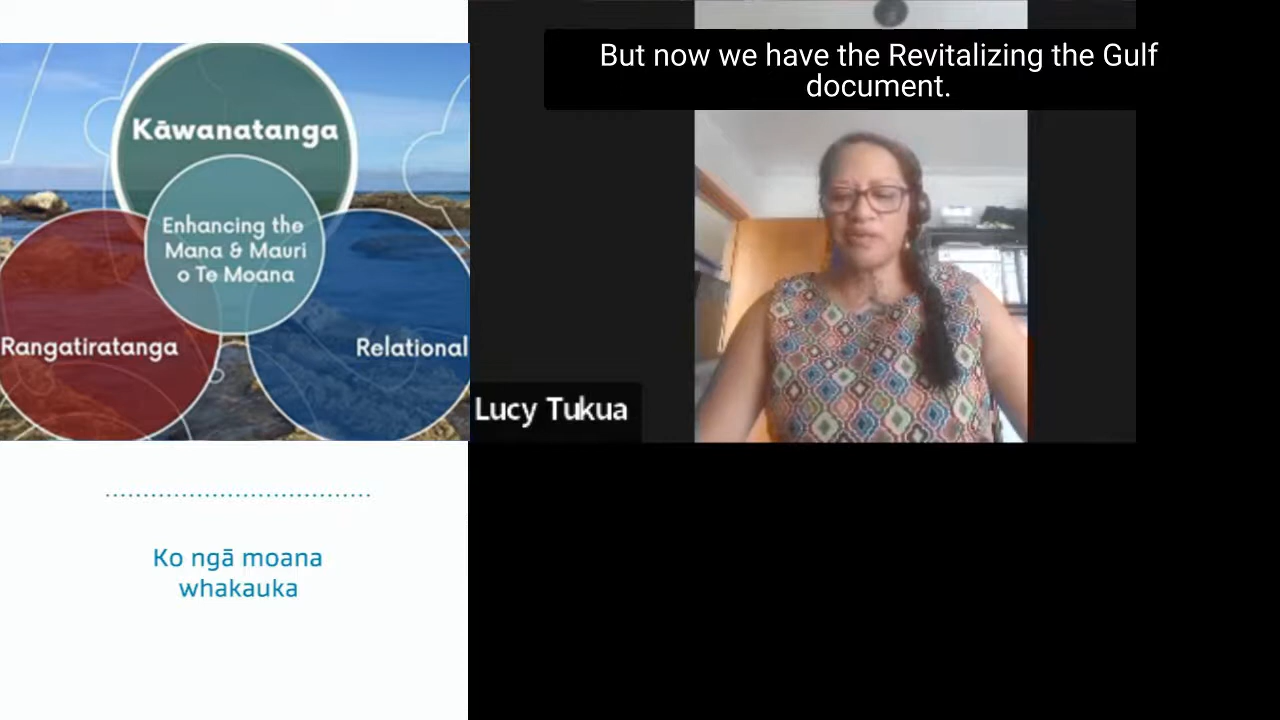 But now we have the Revitalizing the Gulf
document.
Kāwanatanga
Enhancing the
Mana & Mauri
o Te Moana
Rangatiratanga
Relational
Lucy Tukua
Ko ngā moana
whakauka